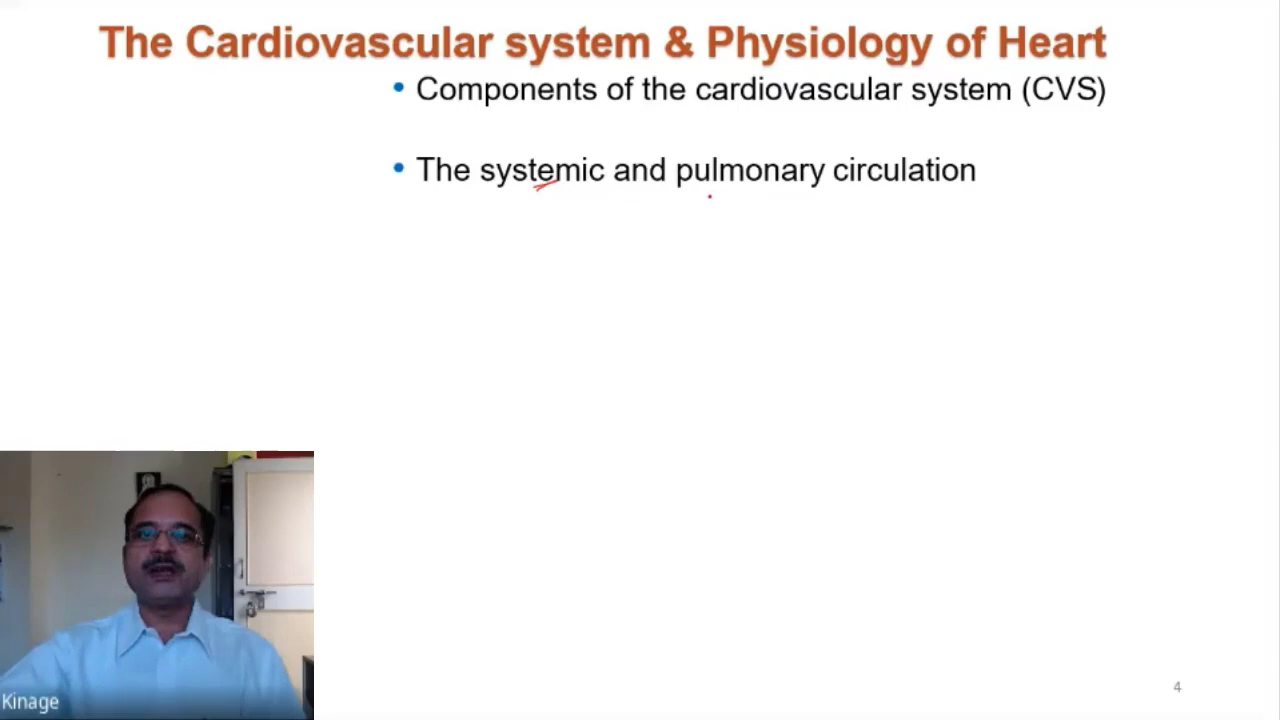 The Cardiovascular system & Physiology of Heart
• Components of the cardiovascular system (CVS)
• The systemic and pulmonary circulation
Kinage
4